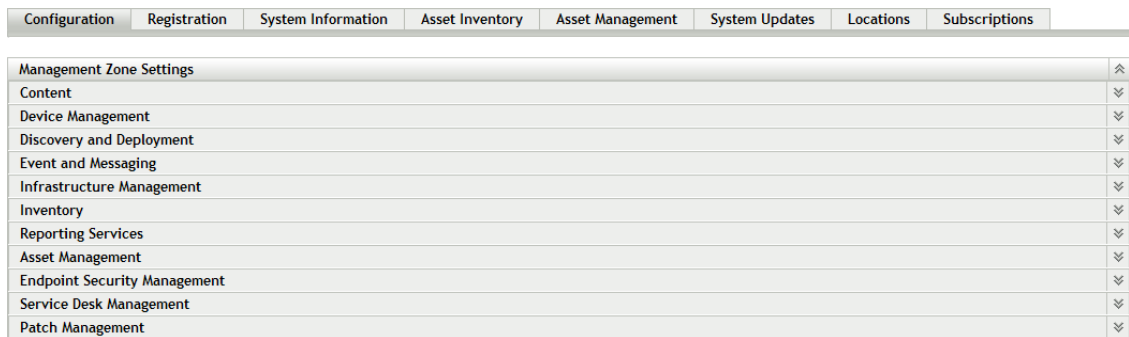 Configuration Registration System Information Asset Inventory Asset Management System Updates Locations Subscriptions
Management Zone Settings
Content
Device Management
Discovery and Deployment
Event and Messaging
Infrastructure Management
Inventory
Reporting Services
Asset Management
Endpoint Security Management
Service Desk Management
Patch Management